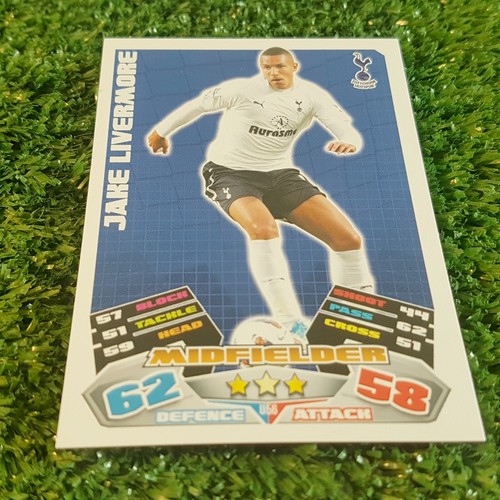 JAKE LIVERMORE
Aurasma
57 BLOCK
51 TACKLE
59 HEAD
SHOOT 44
PASS 62
CROSS 51
MIDFIELDER
62
58
DEFENCE
ATTACK